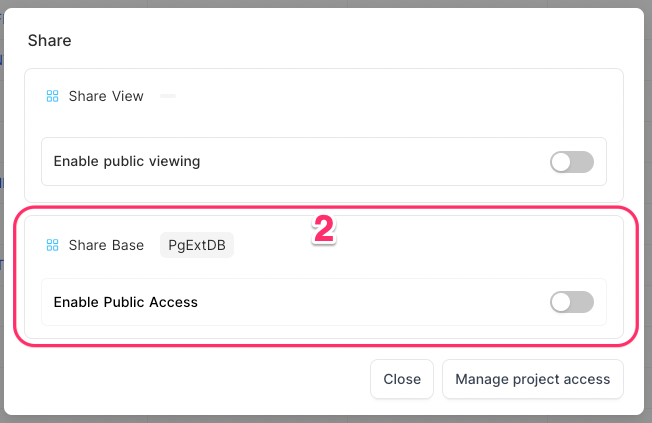 Share
Share View
Enable public viewing
2
Share Base PgExtDB
Enable Public Access
Close Manage project access